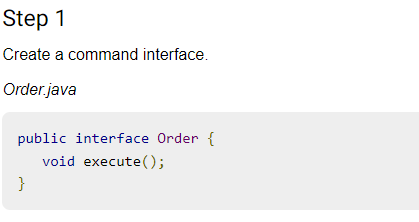 Step 1
Create a command interface.
Order.java
public interface Order {
   void execute();
}